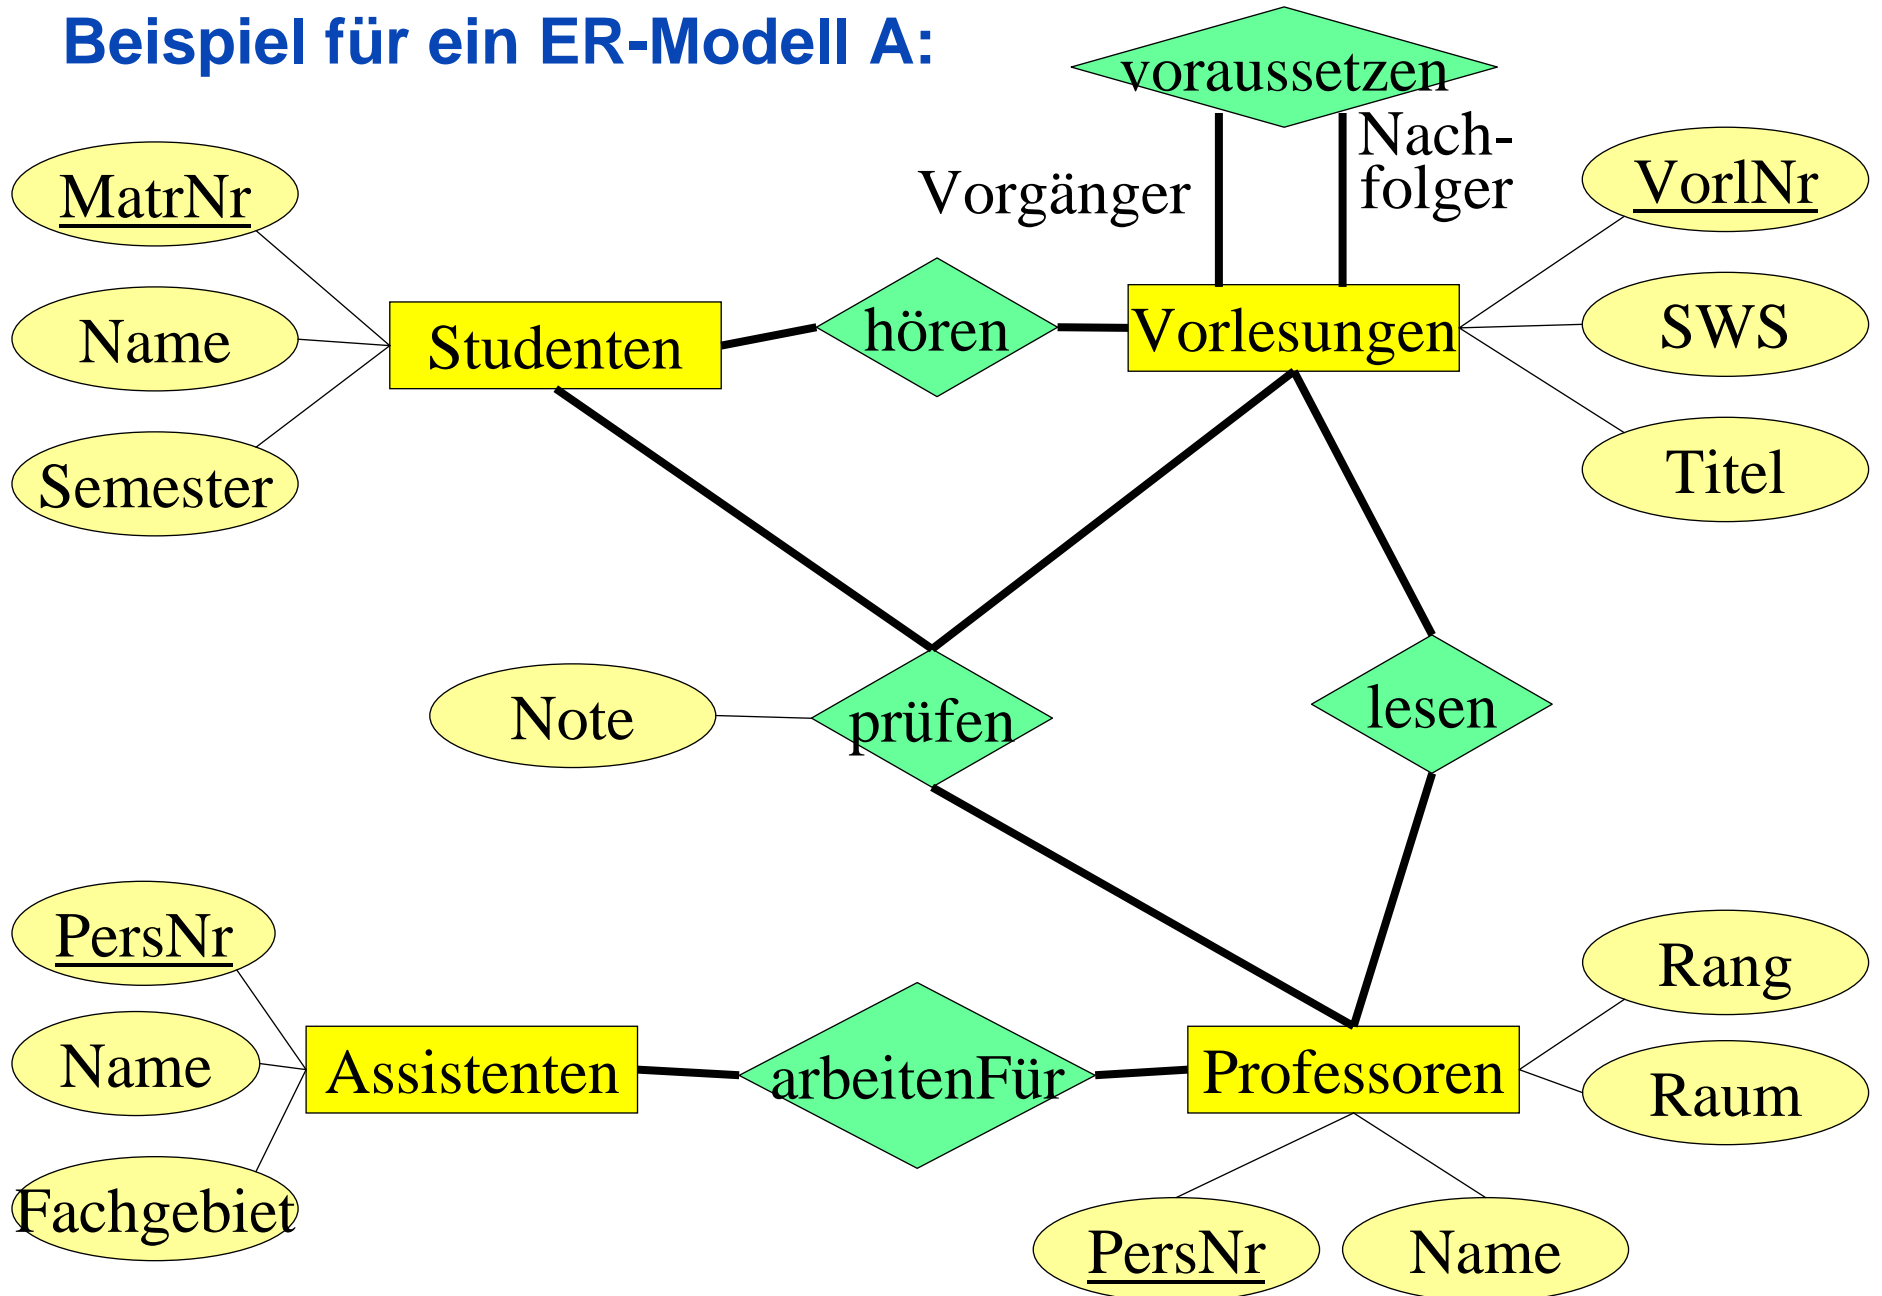 Beispiel für ein ER-Modell A:
voraussetzen
Nach-
folger
Vorgänger
MatrNr
VorlNr
Name
Studenten
hören
Vorlesungen
SWS
Semester
Titel
Note
prüfen
lesen
PersNr
Rang
Name
Assistenten
arbeitenFür
Professoren
Raum
Fachgebiet
PersNr
Name